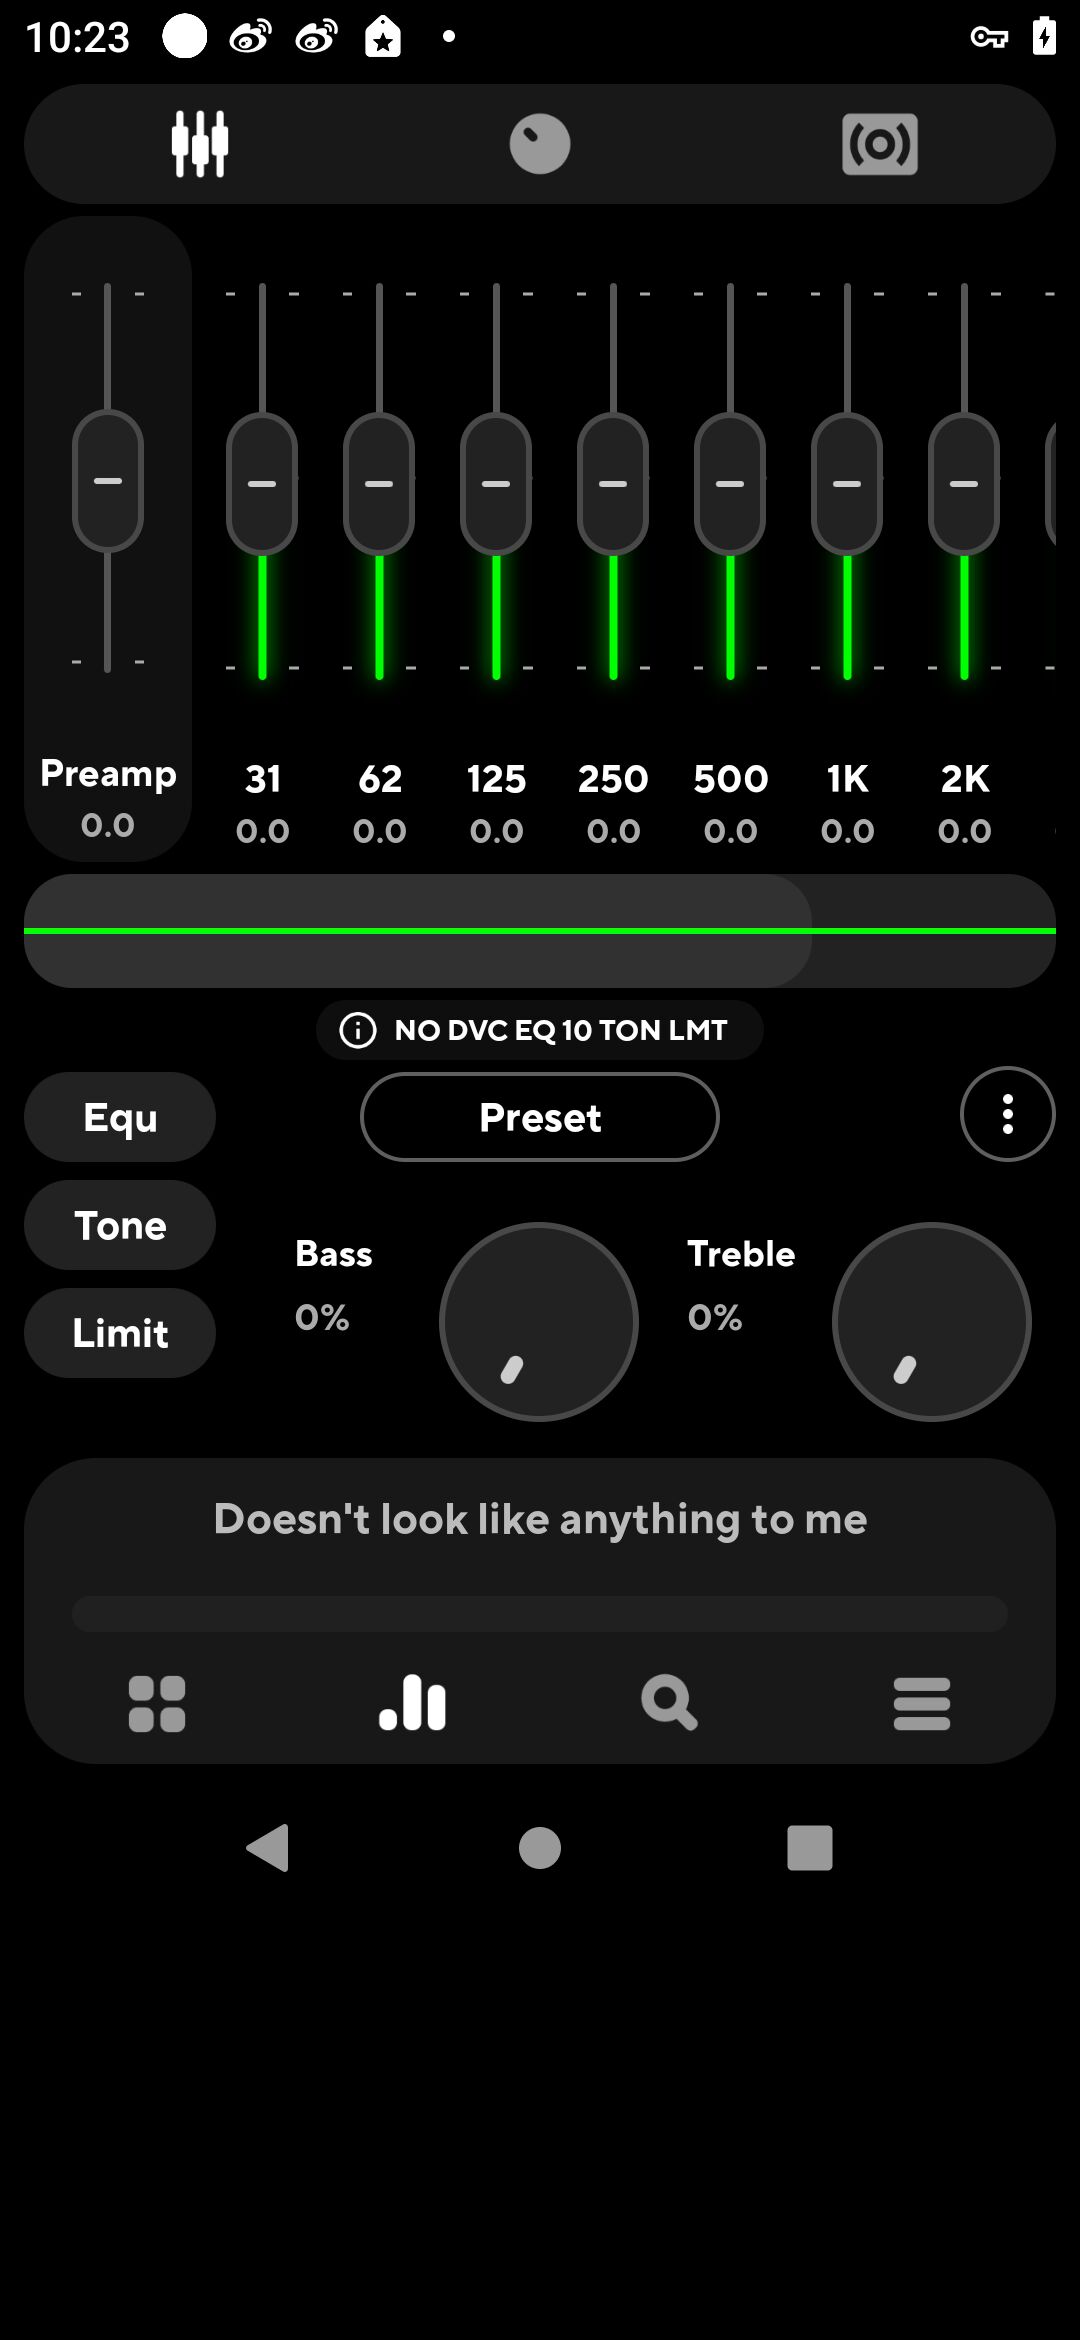 10:23
Preamp 31 62 125 250 500 1K 2K
0.0 0.0 0.0 0.0 0.0 0.0 0.0 0.0
NO DVC EQ 10 TON LMT
Equ Preset
Tone
Bass Treble
0% 0%
Limit
Doesn't look like anything to me